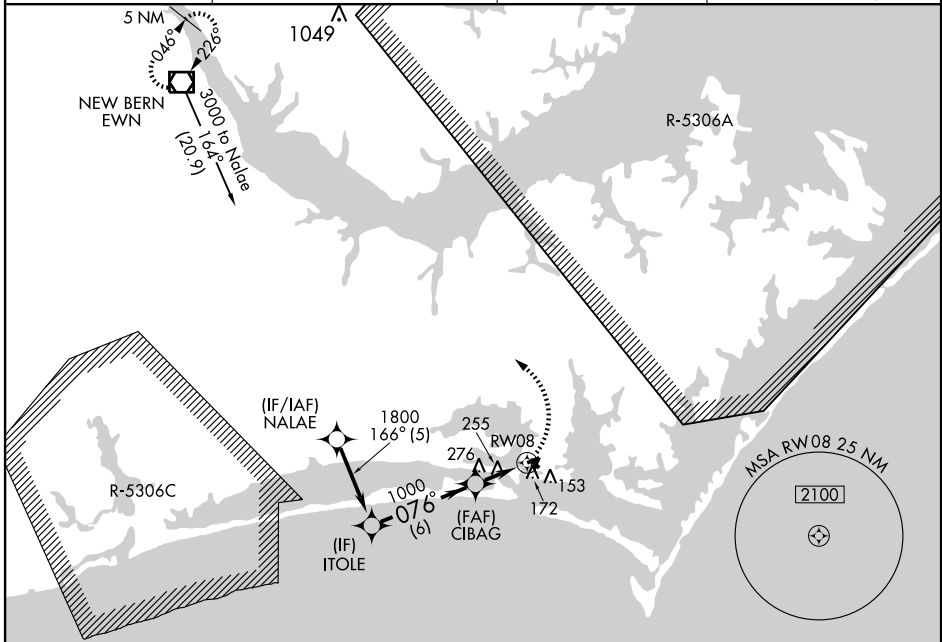 5 NM
046°
226°
1049
NEW BERN
EWN
3000 to Nalae
164°
(20.9)
R-5306A
(IF/IAF)
NALAE
1800
166° (5)
255
RW08
276
153
172
R-5306C
1000
076°
(6)
(FAF)
CIBAG
(IF)
ITOLE
MSA RW08 25 NM
2100